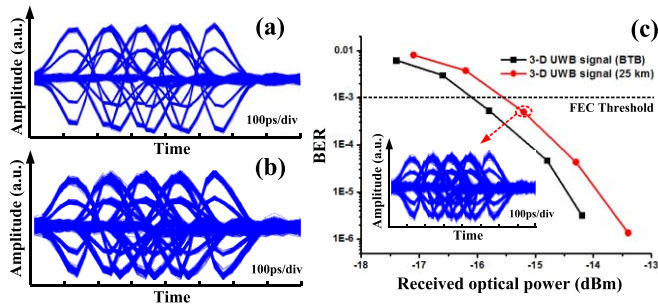 (a)
Amplitude (a.u.)
100ps/div
Time
(b)
Amplitude (a.u.)
100ps/div
Time
(c)
3-D UWB signal (BTB)
3-D UWB signal (25 km)
0.01
1E-3
1E-4
1E-5
1E-6
BER
FEC Threshold
Amplitude (a.u.)
100ps/div
Time
-18
-17
-16
-15
-14
-13
Received optical power (dBm)